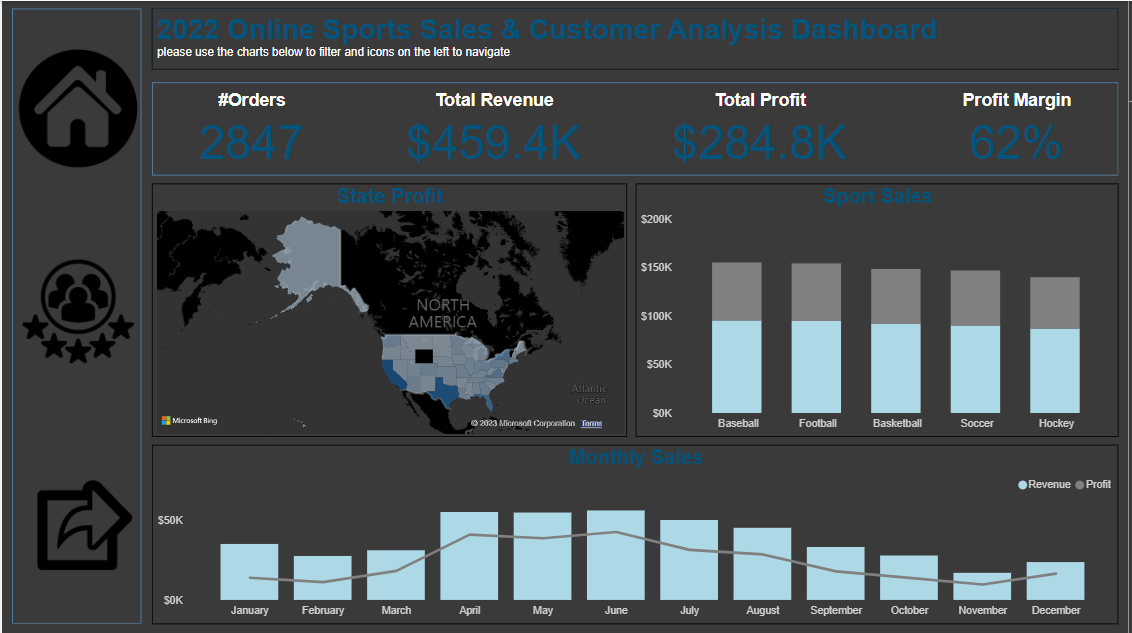 2022 Online Sports Sales & Customer Analysis Dashboard
please use the charts below to filter and icons on the left to navigate
#Orders
2847
Total Revenue
$459.4K
Total Profit
$284.8K
Profit Margin
62%
State Profit
NORTH
AMERICA
Atlantic
Ocean
Microsoft Bing
© 2023 Microsoft Corporation Terms
Sport Sales
$200K
$150K
$100K
$50K
$0K
Baseball
Football
Basketball
Soccer
Hockey
Monthly Sales
Revenue
Profit
$50K
$0K
January
February
March
April
May
June
July
August
September
October
November
December